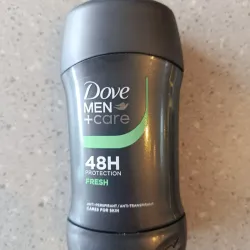 Dove
MEN
+care
48H
PROTECTION
FRESH
ANTI-PERSPIRANT/ANTI-TRANSPIRANT
CARES FOR SKIN